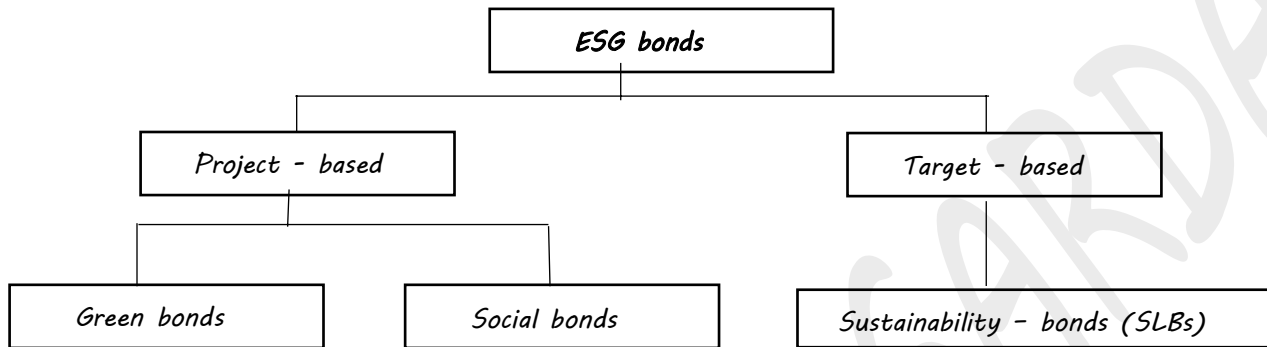 ESG bonds
Project - based
Target - based
Green bonds
Social bonds
Sustainability - bonds (SLBs)